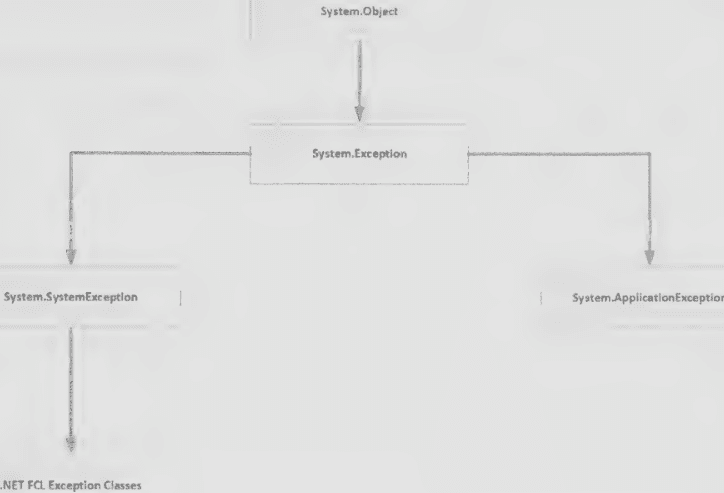 System.Object
System.Exception
System.SystemException
System.ApplicationException
.NET FCL Exception Classes